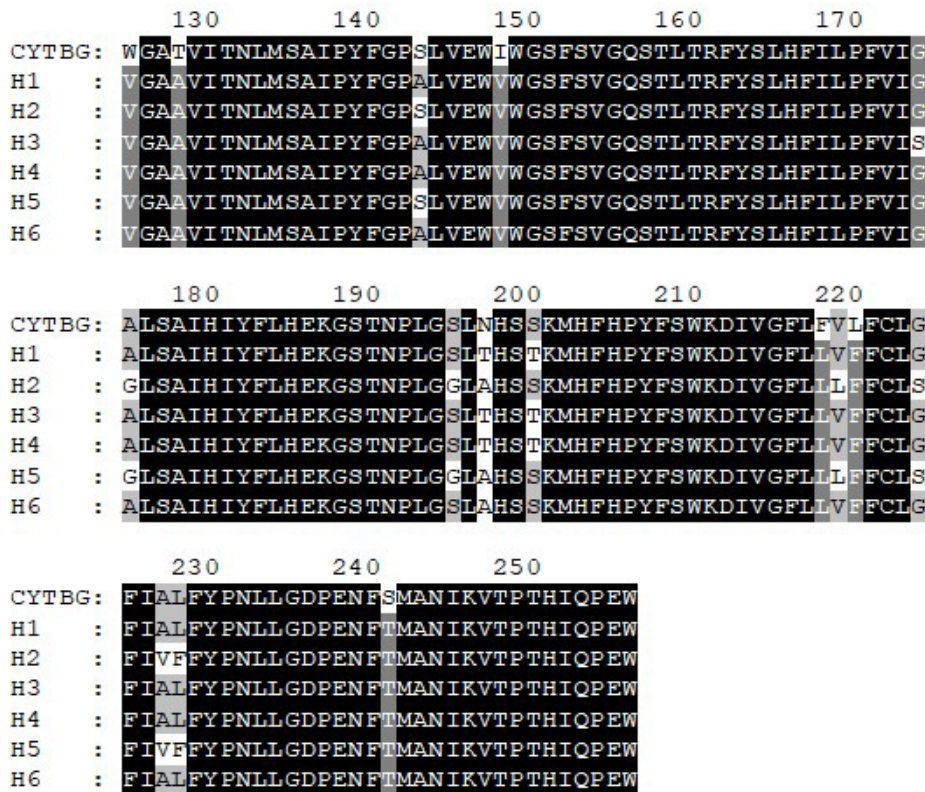 130 140 150 160 170
CYTBG: WGATVITNLMSAIPYFGPSLVEWIWGSFSVGQSTLTRFYSLHFILPFVIG
H1 : VGAAVITNLMSAIPYFGPALVEWVWGSFSVGQSTLTRFYSLHFILPFVIG
H2 : VGAAVITNLMSAIPYFGPSLVEWVWGSFSVGQSTLTRFYSLHFILPFVIG
H3 : VGAAVITNLMSAIPYFGPALVEWVWGSFSVGQSTLTRFYSLHFILPFVIS
H4 : VGAAVITNLMSAIPYFGPALVEWVWGSFSVGQSTLTRFYSLHFILPFVIG
H5 : VGAAVITNLMSAIPYFGPSLVEWVWGSFSVGQSTLTRFYSLHFILPFVIG
H6 : VGAAVITNLMSAIPYFGPALVEWVWGSFSVGQSTLTRFYSLHFILPFVIG
180 190 200 210 220
CYTBG: ALSAIHIYFLHEKGSTNPLGSLNHSSKMHFHPYFSWKDIVGFLFVLFCLG
H1 : ALSAIHIYFLHEKGSTNPLGSLTHSTKMHFHPYFSWKDIVGFLLVFFCLG
H2 : GLSAIHIYFLHEKGSTNPLGGLAHSSKMHFHPYFSWKDIVGFLLLFFCLS
H3 : ALSAIHIYFLHEKGSTNPLGSLTHSTKMHFHPYFSWKDIVGFLLVFFCLG
H4 : ALSAIHIYFLHEKGSTNPLGSLTHSTKMHFHPYFSWKDIVGFLLVFFCLG
H5 : GLSAIHIYFLHEKGSTNPLGGLAHSSKMHFHPYFSWKDIVGFLLLFFCLS
H6 : ALSAIHIYFLHEKGSTNPLGSLAHSSKMHFHPYFSWKDIVGFLLVFFCLG
230 240 250
CYTBG: FIALFYPNLLGDPENFSMANIKVTPTHIQPEW
H1 : FIALFYPNLLGDPENFTMANIKVTPTHIQPEW
H2 : FIVFFYPNLLGDPENFTMANIKVTPTHIQPEW
H3 : FIALFYPNLLGDPENFTMANIKVTPTHIQPEW
H4 : FIALFYPNLLGDPENFTMANIKVTPTHIQPEW
H5 : FIVFFYPNLLGDPENFTMANIKVTPTHIQPEW
H6 : FIALFYPNLLGDPENFTMANIKVTPTHIQPEW